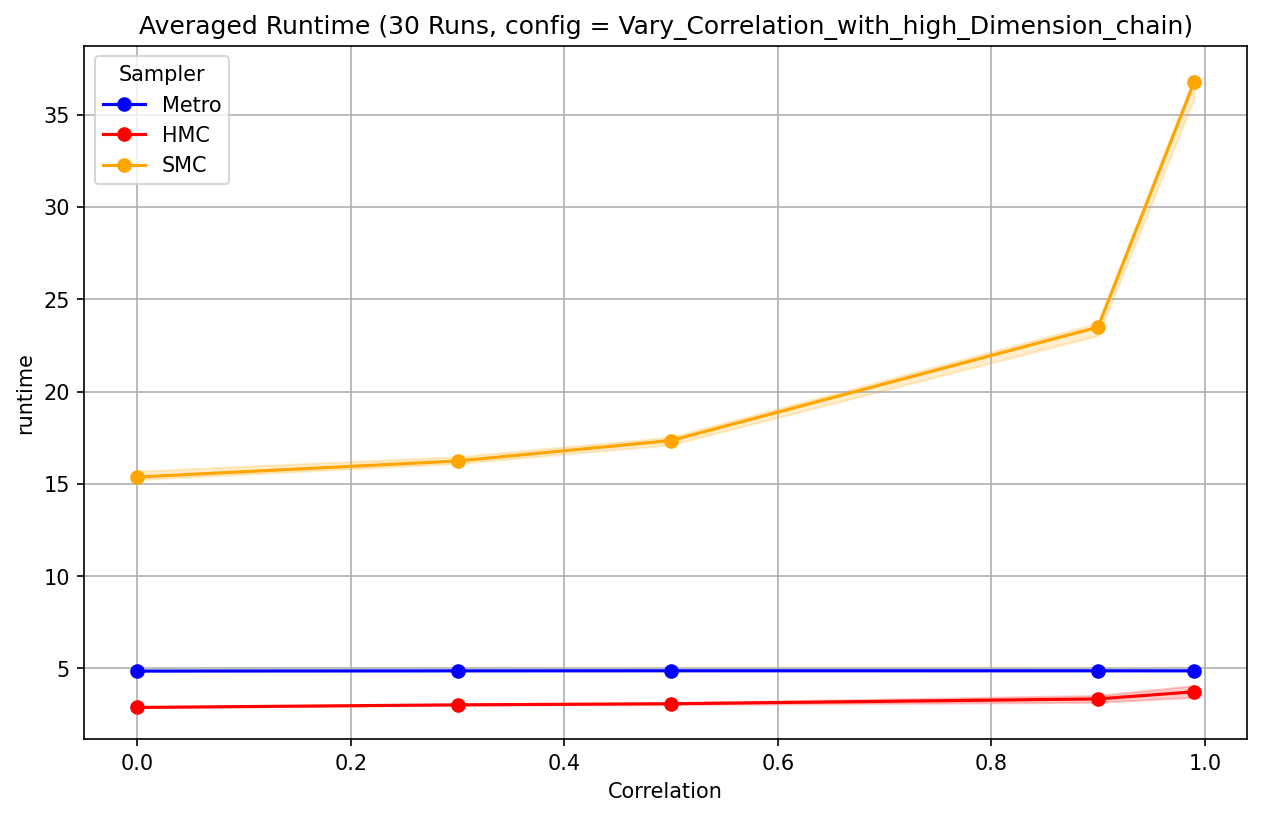 Averaged Runtime (30 Runs, config = Vary_Correlation_with_high_Dimension_chain)
Sampler
Metro
HMC
SMC
35
30
25
20
15
10
5
runtime
0.0 0.2 0.4 0.6 0.8 1.0
Correlation